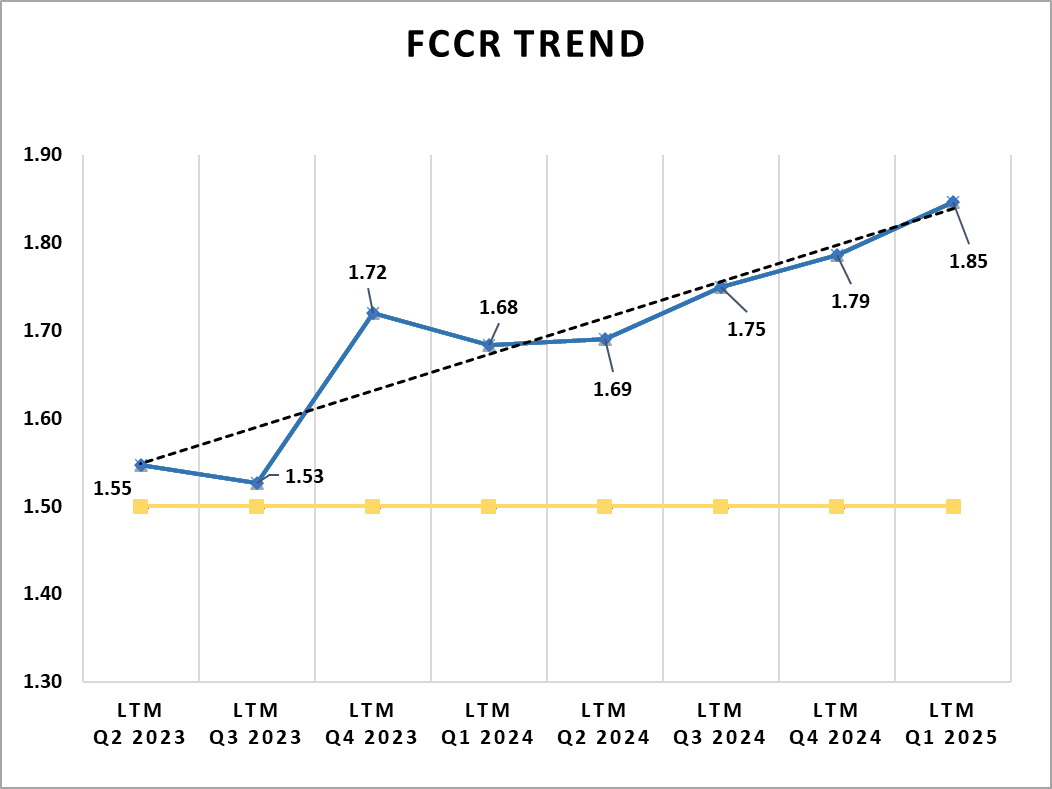 FCCR TREND
1.90
1.80
1.70
1.60
1.50
1.40
1.30
1.55
1.53
1.72
1.68
1.69
1.75
1.79
1.85
LTM
Q2 2023
LTM
Q3 2023
LTM
Q4 2023
LTM
Q1 2024
LTM
Q2 2024
LTM
Q3 2024
LTM
Q4 2024
LTM
Q1 2025